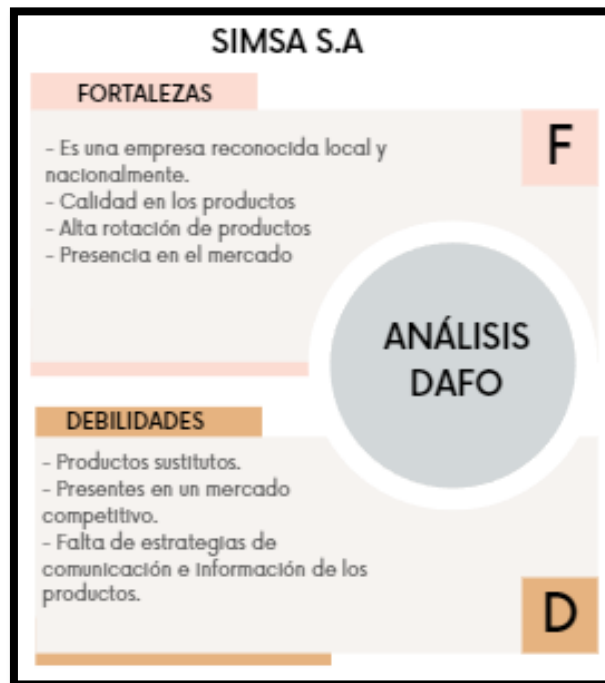 SIMSA S.A
FORTALEZAS
F
- Es una empresa reconocida local y
nacionalmente.
- Calidad en los productos
- Alta rotación de productos
- Presencia en el mercado
ANÁLISIS
DAFO
DEBILIDADES
- Productos sustitutos.
- Presentes en un mercado
competitivo.
- Falta de estrategias de
comunicación e información de los
productos.
D